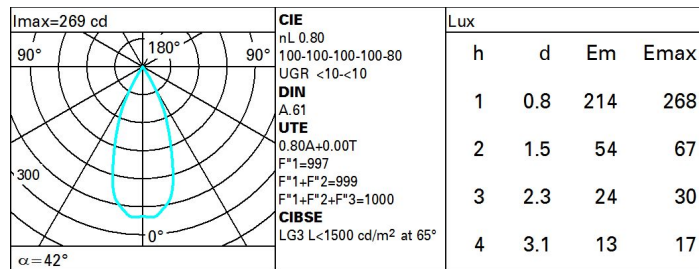 Imax=269 cd
90° 180° 90°
300
0°
α=42°
CIE
nL 0.80
100-100-100-100-80
UGR <10-<10
DIN
A.61
UTE
0.80A+0.00T
F"1=997
F"1+F"2=999
F"1+F"2+F"3=1000
CIBSE
LG3 L<1500 cd/m² at 65°
Lux
h d Em Emax
1 0.8 214 268
2 1.5 54 67
3 2.3 24 30
4 3.1 13 17